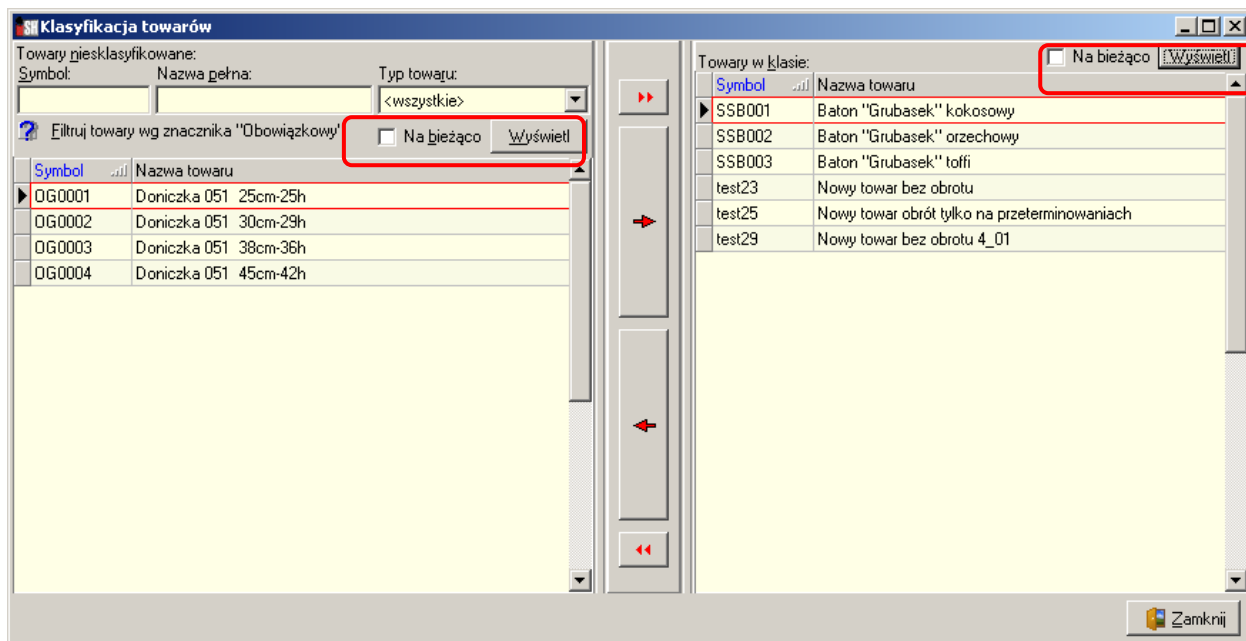 SH Klasyfikacja towarów
Towary niesklasyfikowane:
Symbol: Nazwa pełna: Typ towaru:
<wszystkie>
? Filtruj towary wg znacznika "Obowiązkowy"
Na bieżąco Wyświetl
Symbol Nazwa towaru
OG0001 Doniczka 051 25cm-25h
OG0002 Doniczka 051 30cm-29h
OG0003 Doniczka 051 38cm-36h
OG0004 Doniczka 051 45cm-42h
Towary w klasie: Na bieżąco Wyświetl
Symbol Nazwa towaru
SSB001 Baton "Grubasek" kokosowy
SSB002 Baton "Grubasek" orzechowy
SSB003 Baton "Grubasek" toffi
test23 Nowy towar bez obrotu
test25 Nowy towar obrót tylko na przeterminowaniach
test29 Nowy towar bez obrotu 4_01
Zamknij